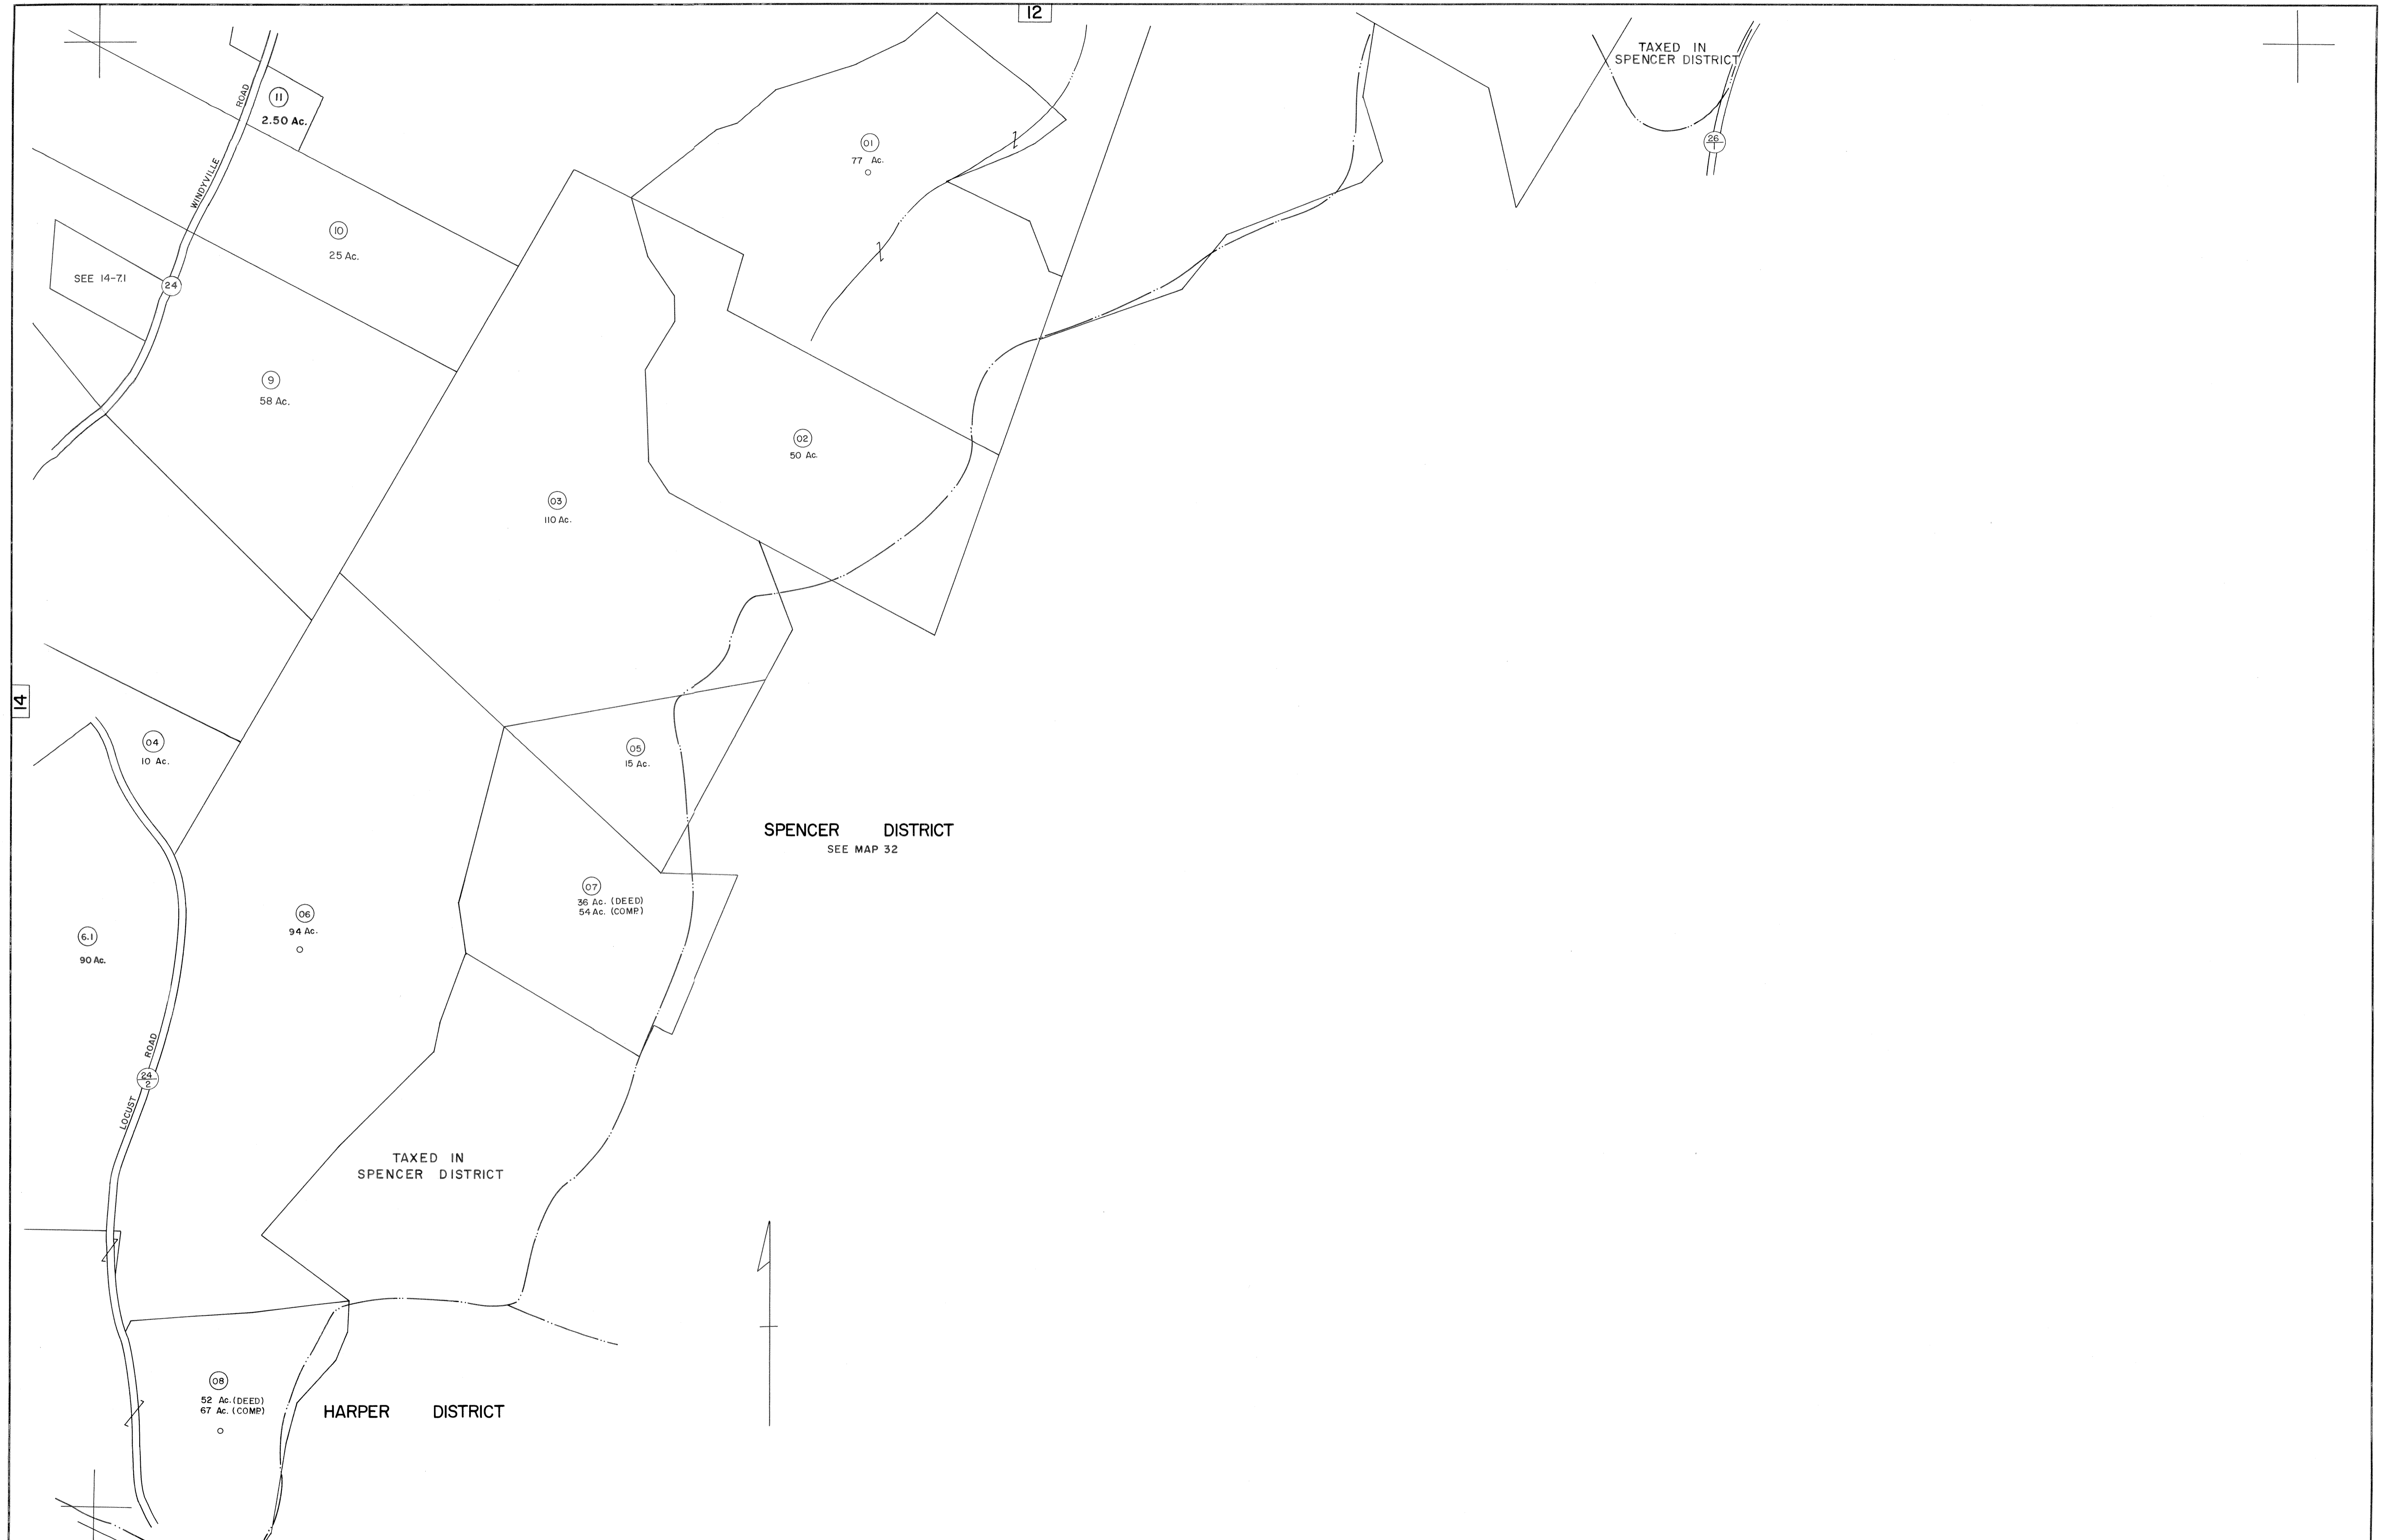 12
TAXED IN
SPENCER DISTRICT
26
1
WINDYVILLE ROAD
11
2.50 Ac.
01
77 Ac.
10
25 Ac.
SEE 14-7.1
24
9
58 Ac.
02
50 Ac.
03
110 Ac.
14
04
10 Ac.
05
15 Ac.
SPENCER DISTRICT
SEE MAP 32
07
36 Ac. (DEED)
54 Ac. (COMP.)
06
94 Ac.
6.1
90 Ac.
LOCUST ROAD
24
2
TAXED IN
SPENCER DISTRICT
08
52 Ac. (DEED)
67 Ac. (COMP.)
HARPER DISTRICT